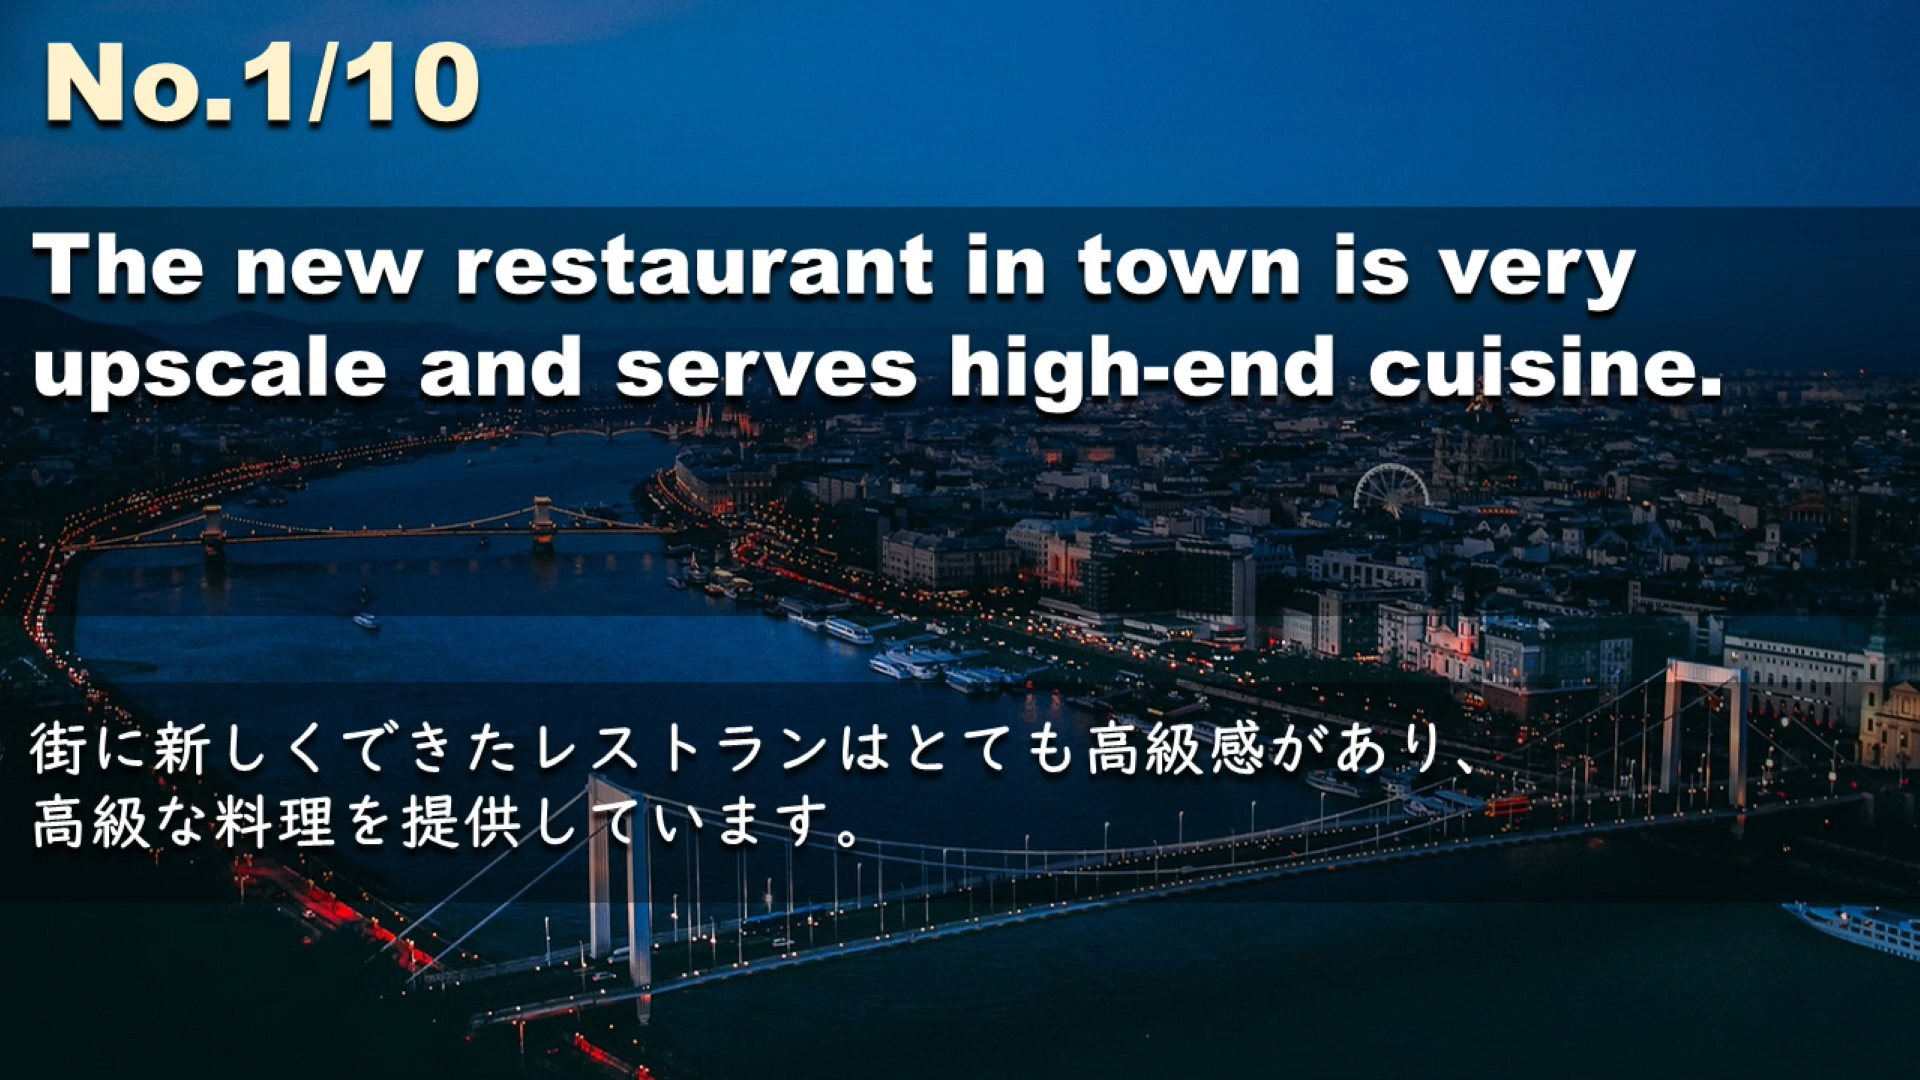 No.1/10
The new restaurant in town is very
upscale and serves high-end cuisine.
街に新しくできたレストランはとても高級感があり、
高級な料理を提供しています。